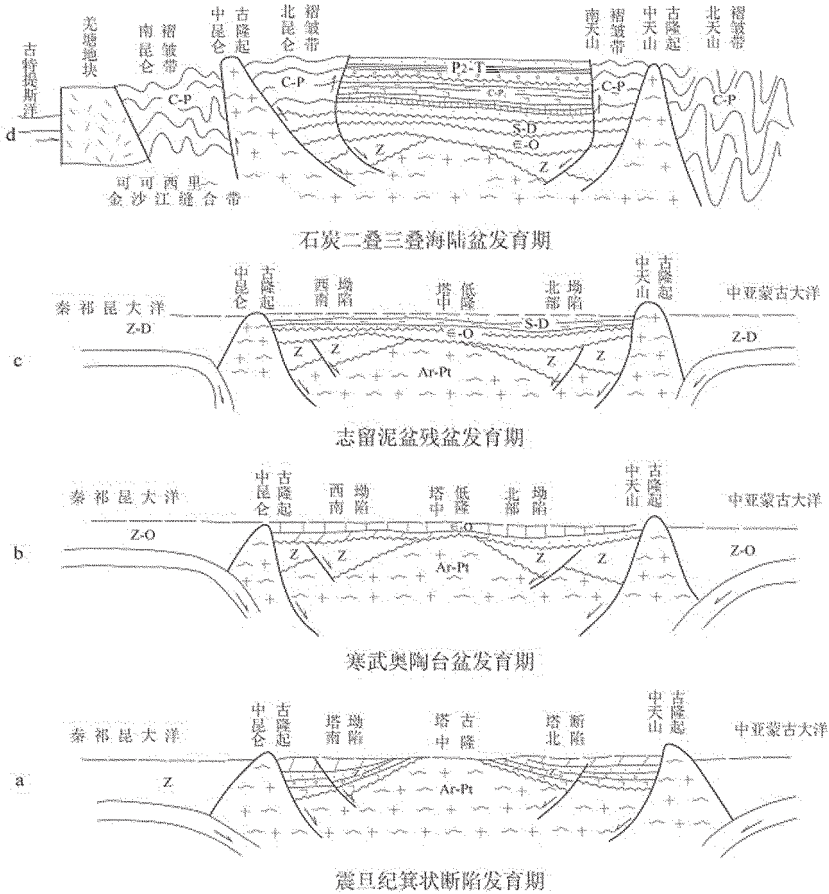 古特提斯洋
羌塘地块
南昆仑
褶皱带
中昆仑
古隆起
北昆仑
褶皱带
南天山
褶皱带
中天山
古隆起
北天山
褶皱带
P2-T
C-P
C-P
C-P
C-P
C-P
S-D
∈-O
Z
Z
d
可可西里
金沙江缝合带
石炭二叠三叠海陆盆发育期
秦祁昆大洋
中昆仑
古隆起
西南
坳陷
塔中
低隆
北部
坳陷
中天山
古隆起
中亚蒙古大洋
Z-D
S-D
∈-O
Z
Z
Z
Z
Z-D
Ar-Pt
c
志留泥盆残盆发育期
秦祁昆大洋
中昆仑
古隆起
西南
坳陷
塔中
低隆
北部
坳陷
中天山
古隆起
中亚蒙古大洋
Z-O
∈-O
Z
Z
Z
Z
Z-O
Ar-Pt
b
寒武奥陶台盆发育期
秦祁昆大洋
中昆仑
古隆起
塔南
坳陷
塔中
古隆
塔北
断陷
中天山
古隆起
中亚蒙古大洋
Z
Ar-Pt
a
震旦纪箕状断陷发育期